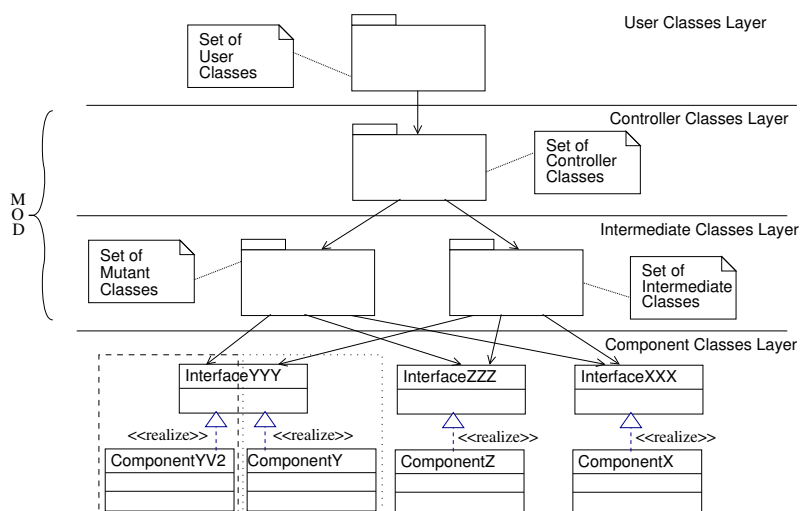 User Classes Layer
Set of
User
Classes
Controller Classes Layer
Set of
Controller
Classes
M
O
D
Intermediate Classes Layer
Set of
Mutant
Classes
Set of
Intermediate
Classes
Component Classes Layer
InterfaceYYY
InterfaceZZZ
InterfaceXXX
<<realize>>
<<realize>>
<<realize>>
<<realize>>
ComponentYV2
ComponentY
ComponentZ
ComponentX